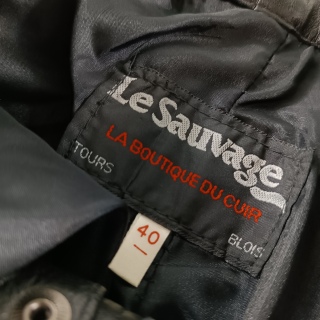 Le Sauvage
LA BOUTIQUE DU CUIR
TOURS
BLOIS
40